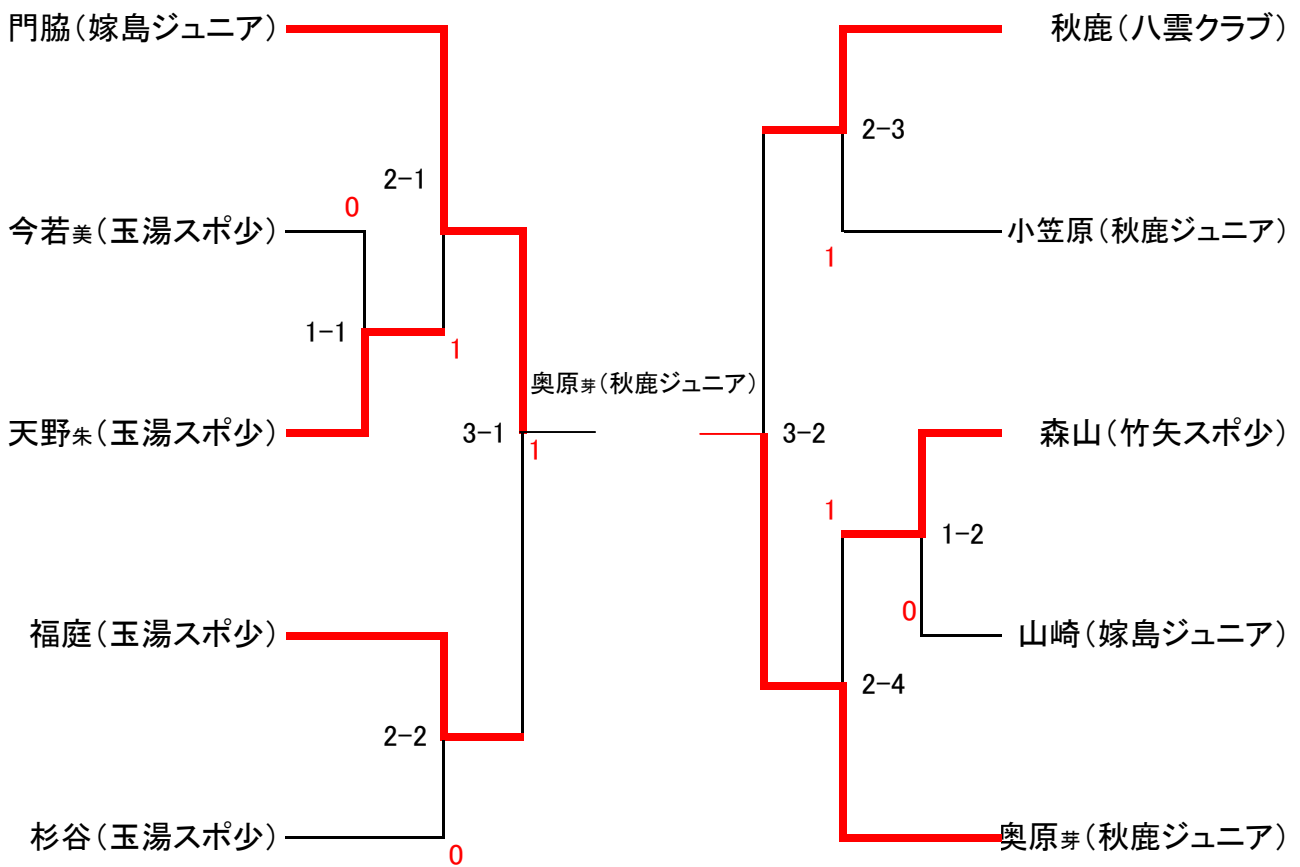 門脇(嫁島ジュニア)
秋鹿(八雲クラブ)
2-3
2-1
0
今若美(玉湯スポ少)
小笠原(秋鹿ジュニア)
1
1-1
1
奥原芽(秋鹿ジュニア)
天野朱(玉湯スポ少)
3-1
1
3-2
森山(竹矢スポ少)
1
1-2
0
福庭(玉湯スポ少)
山崎(嫁島ジュニア)
2-4
2-2
杉谷(玉湯スポ少)
0
奥原芽(秋鹿ジュニア)